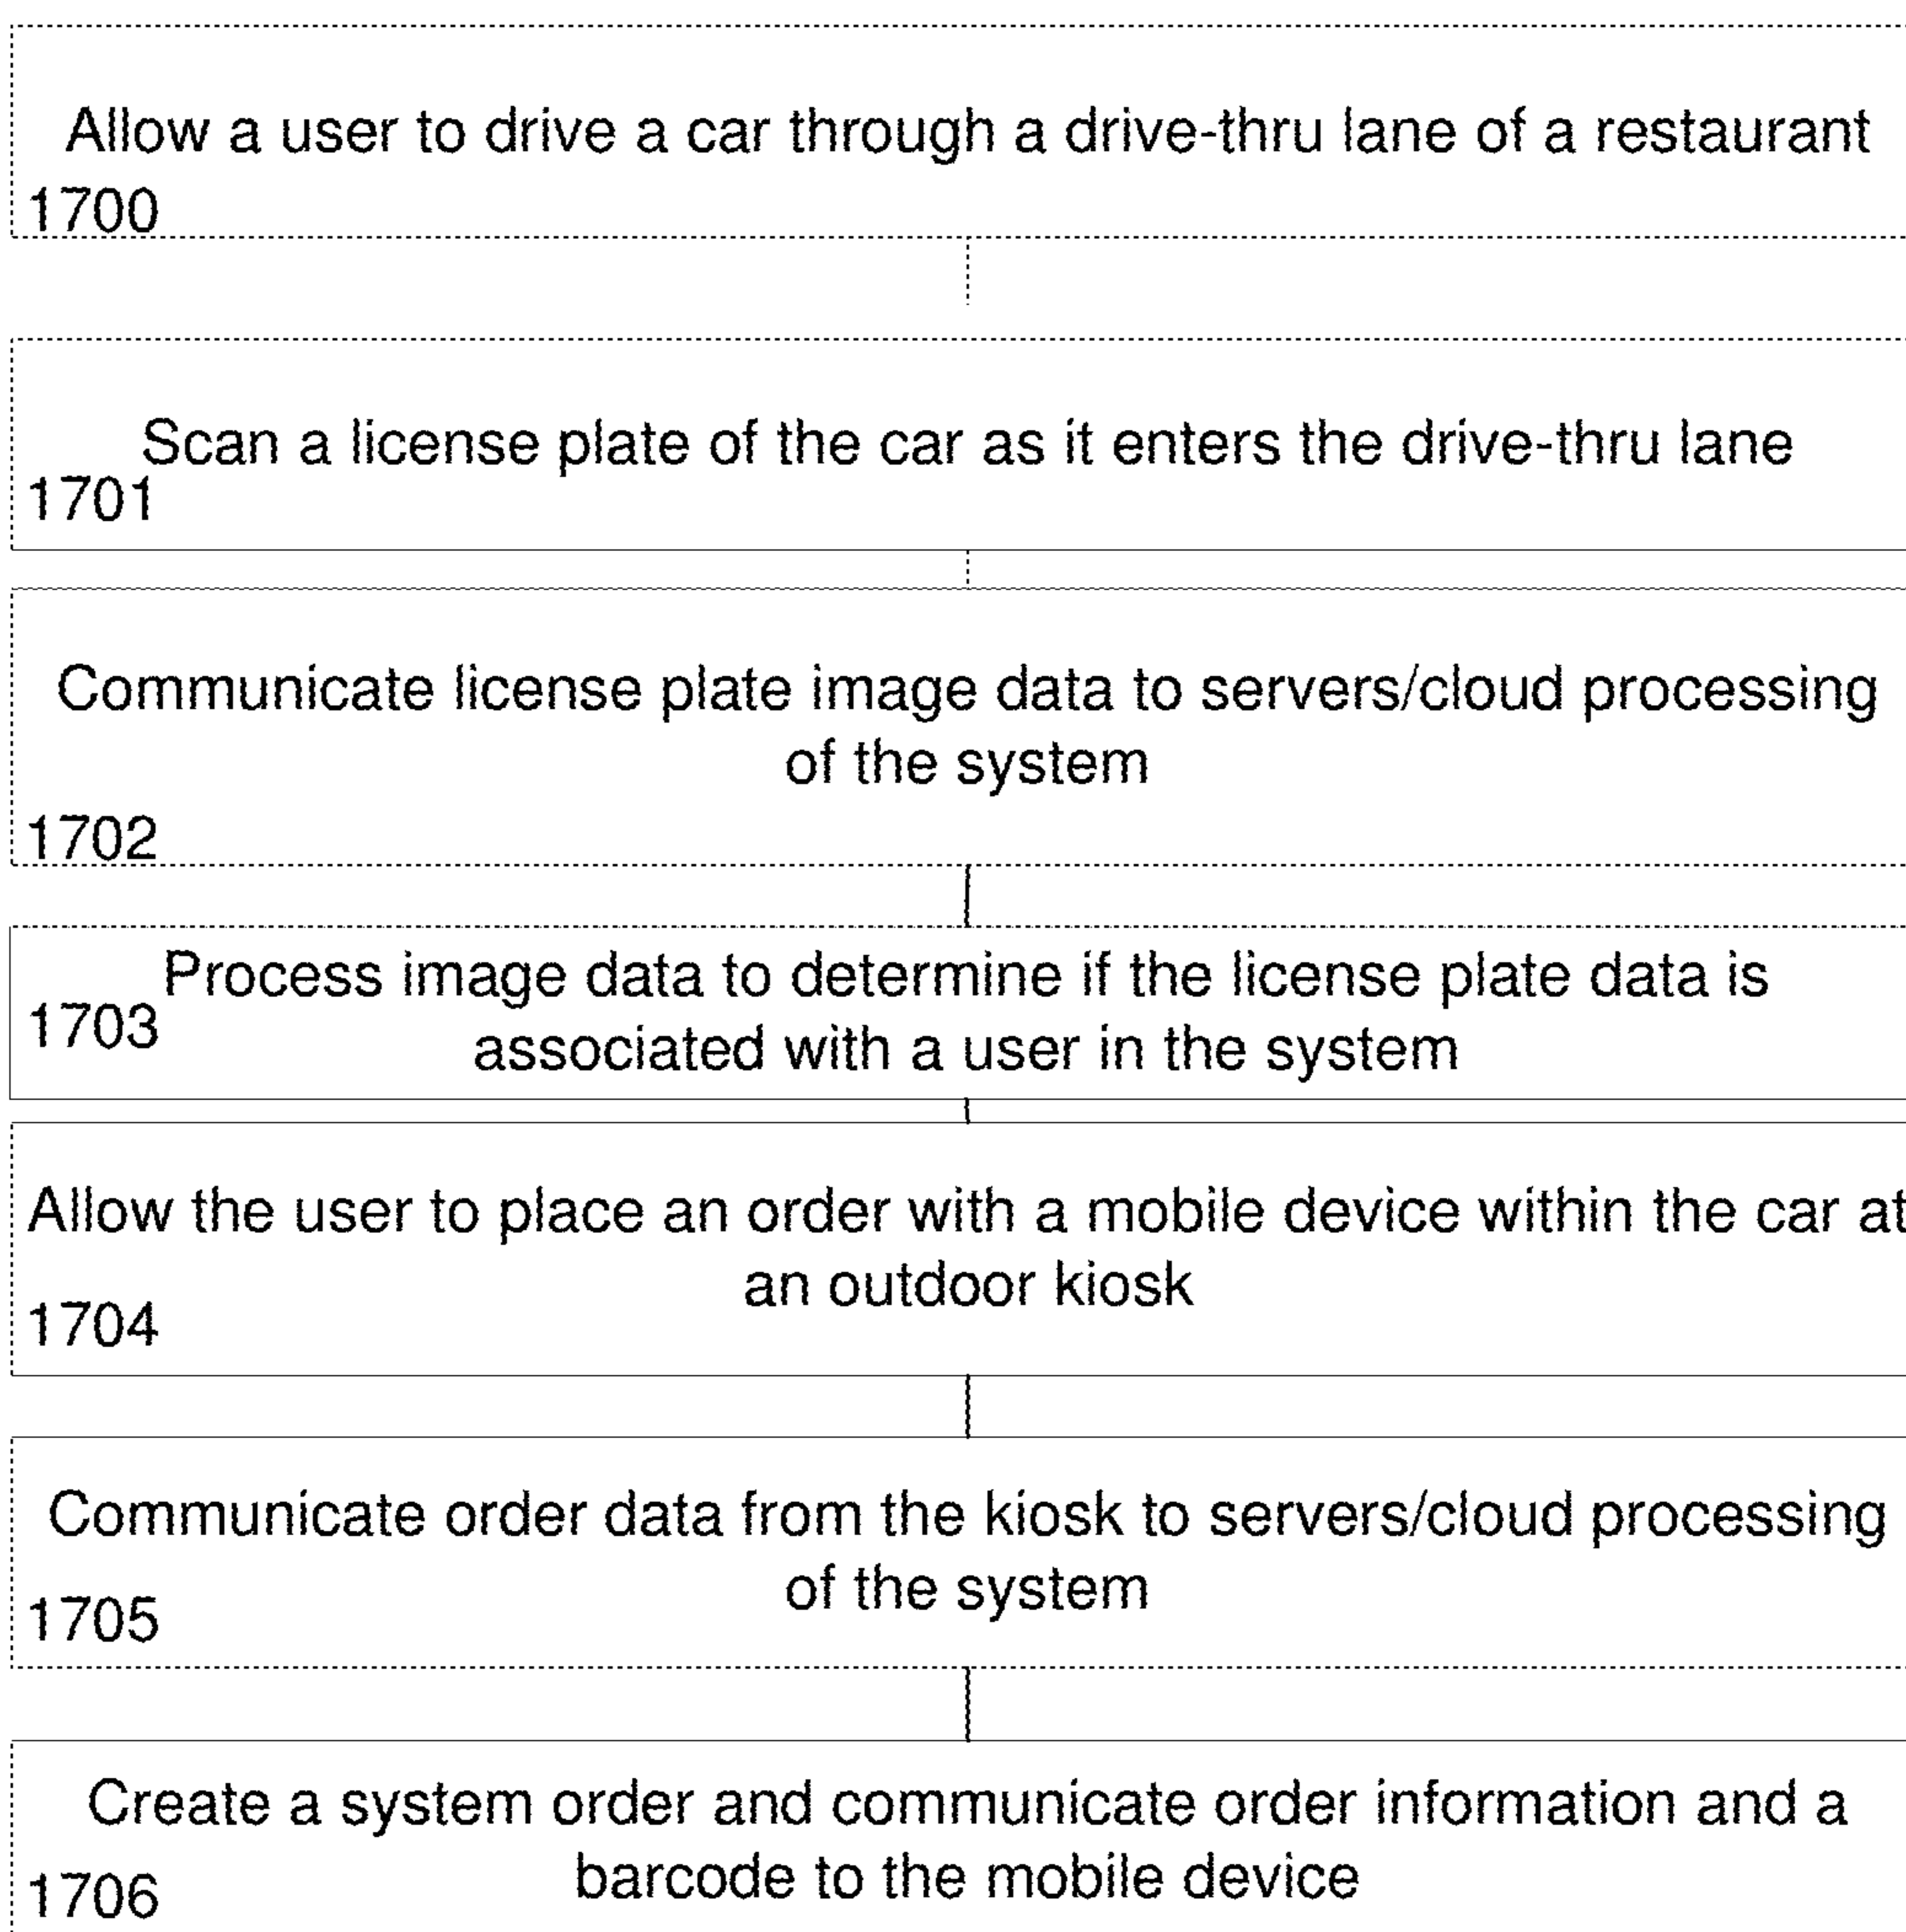 Allow a user to drive a car through a drive-thru lane of a restaurant
1700
Scan a license plate of the car as it enters the drive-thru lane
1701
Communicate license plate image data to servers/cloud processing
of the system
1702
Process image data to determine if the license plate data is
1703
associated with a user in the system
Allow the user to place an order with a mobile device within the car at
an outdoor kiosk
1704
Communicate order data from the kiosk to servers/cloud processing
of the system
1705
Create a system order and communicate order information and a
barcode to the mobile device
1706